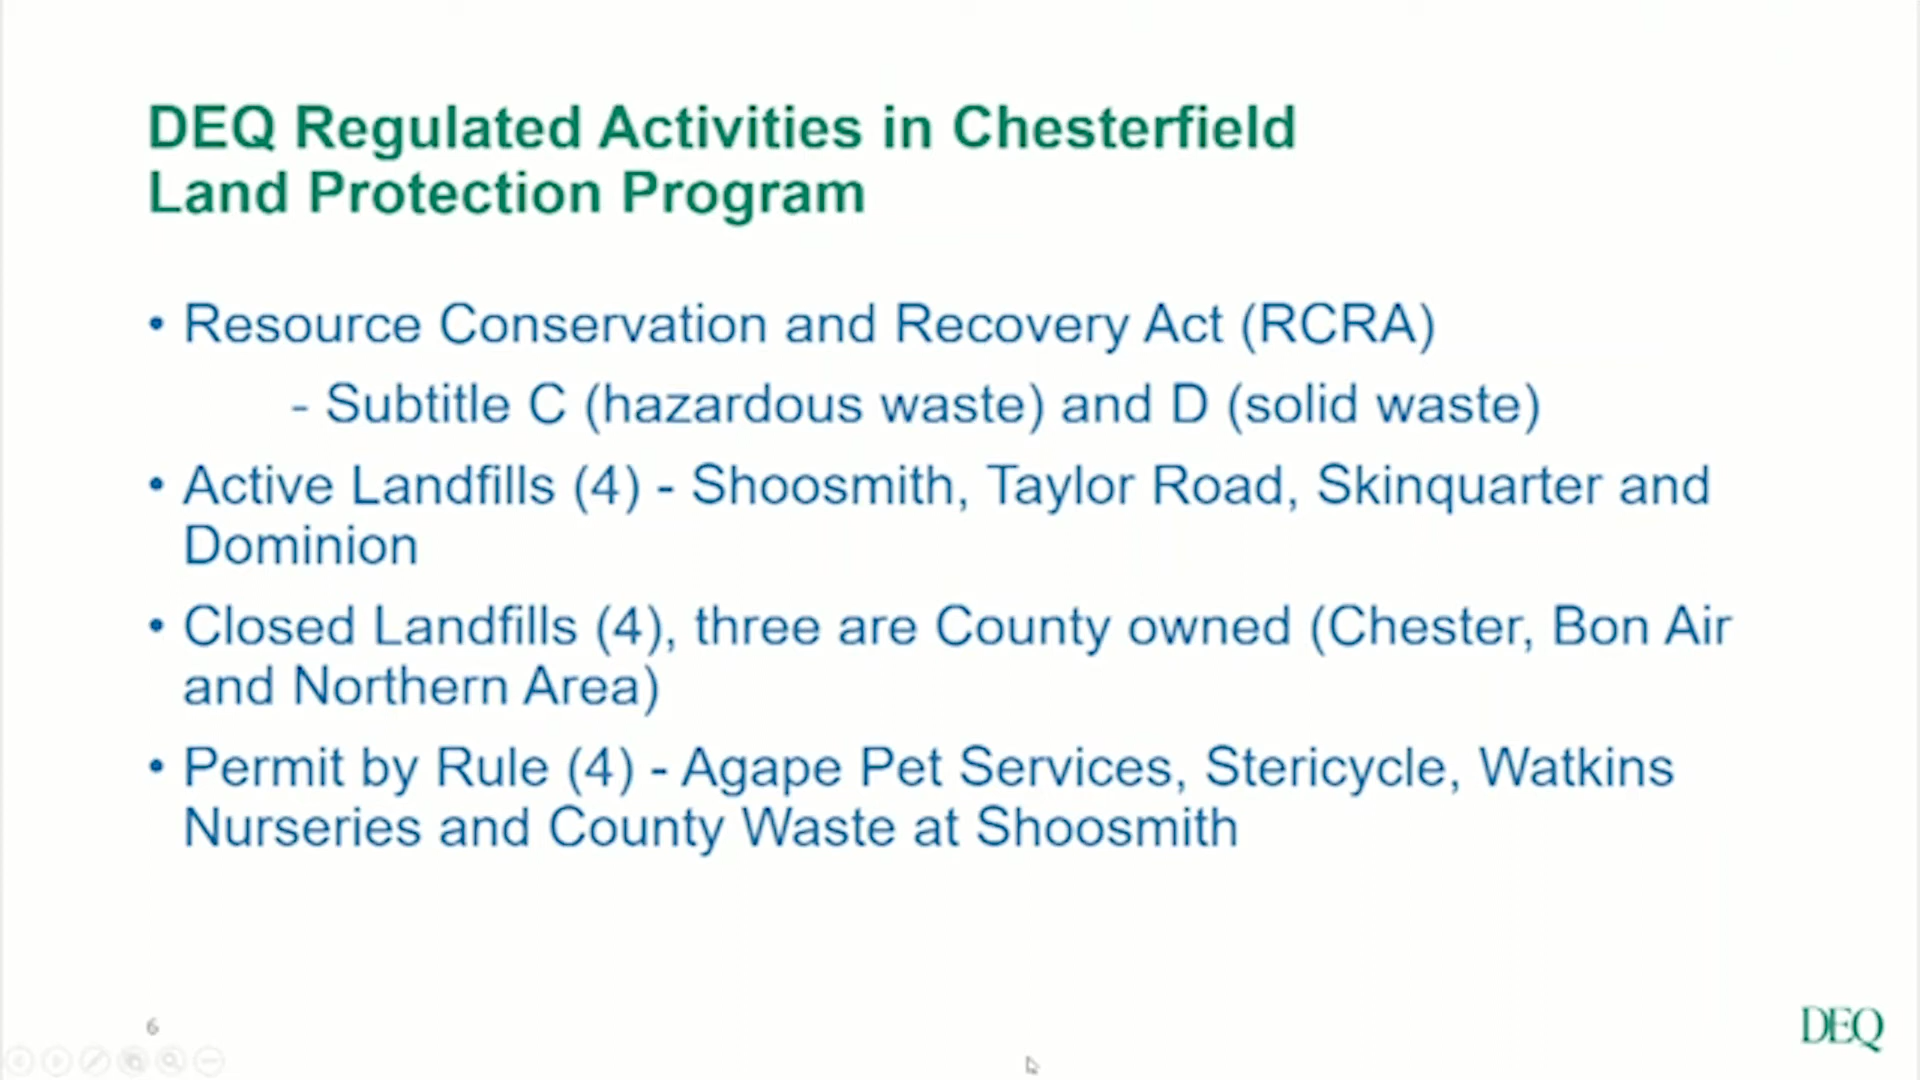 DEQ Regulated Activities in Chesterfield
Land Protection Program
• Resource Conservation and Recovery Act (RCRA)
- Subtitle C (hazardous waste) and D (solid waste)
• Active Landfills (4) - Shoosmith, Taylor Road, Skinquarter and
Dominion
• Closed Landfills (4), three are County owned (Chester, Bon Air
and Northern Area)
• Permit by Rule (4) - Agape Pet Services, Stericycle, Watkins
Nurseries and County Waste at Shoosmith
6
DEQ